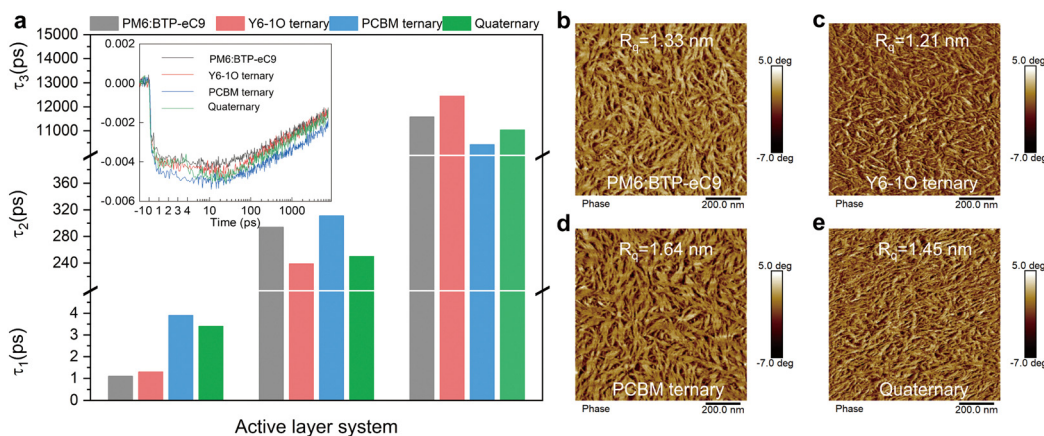 a
PM6:BTP-eC9 Y6-1O ternary PCBM ternary Quaternary
τ3(ps)
15000
14000
13000
12000
11000
τ2(ps)
360
320
280
240
τ1(ps)
4
3
2
1
0
0.002
0.000
-0.002
-0.004
-0.006
PM6:BTP-eC9
Y6-1O ternary
PCBM ternary
Quaternary
-1 0 1 2 3 4 10 100 1000
Time (ps)
Active layer system
b
Rq=1.33 nm
PM6:BTP-eC9
5.0 deg
-7.0 deg
Phase
200.0 nm
c
Rq=1.21 nm
Y6-1O ternary
5.0 deg
-7.0 deg
Phase
200.0 nm
d
Rq=1.64 nm
PCBM ternary
5.0 deg
-7.0 deg
Phase
200.0 nm
e
Rq=1.45 nm
Quaternary
5.0 deg
-7.0 deg
Phase
200.0 nm